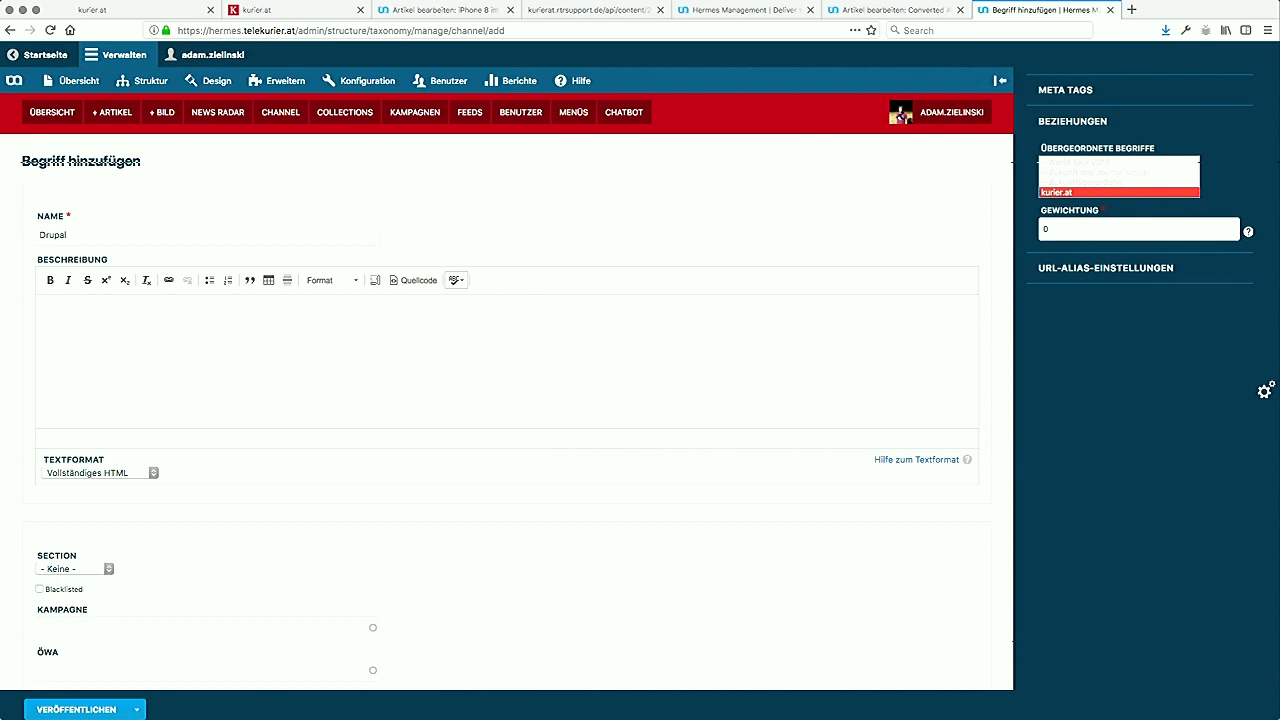 kurier.at
K kurier.at
Artikel bearbeiten: iPhone 8 im
kurierat.rtrsupport.de/api/content/2
Hermes Management | Deliver t
Artikel bearbeiten: Converted A
Begriff hinzufügen | Hermes M
https://hermes.telekurier.at/admin/structure/taxonomy/manage/channel/add
Search
Startseite
Verwalten
adam.zielinski
Übersicht
Struktur
Design
Erweitern
Konfiguration
Benutzer
Berichte
Hilfe
ÜBERSICHT
+ ARTIKEL
+ BILD
NEWS RADAR
CHANNEL
COLLECTIONS
KAMPAGNEN
FEEDS
BENUTZER
MENÜS
CHATBOT
ADAM.ZIELINSKI
Begriff hinzufügen
NAME *
Drupal
BESCHREIBUNG
Format
Quellcode
TEXTFORMAT
Vollständiges HTML
Hilfe zum Textformat
SECTION
- Keine -
Blacklisted
KAMPAGNE
ÖWA
VERÖFFENTLICHEN
META TAGS
BEZIEHUNGEN
ÜBERGEORDNETE BEGRIFFE
kurier.at
GEWICHTUNG
0
URL-ALIAS-EINSTELLUNGEN